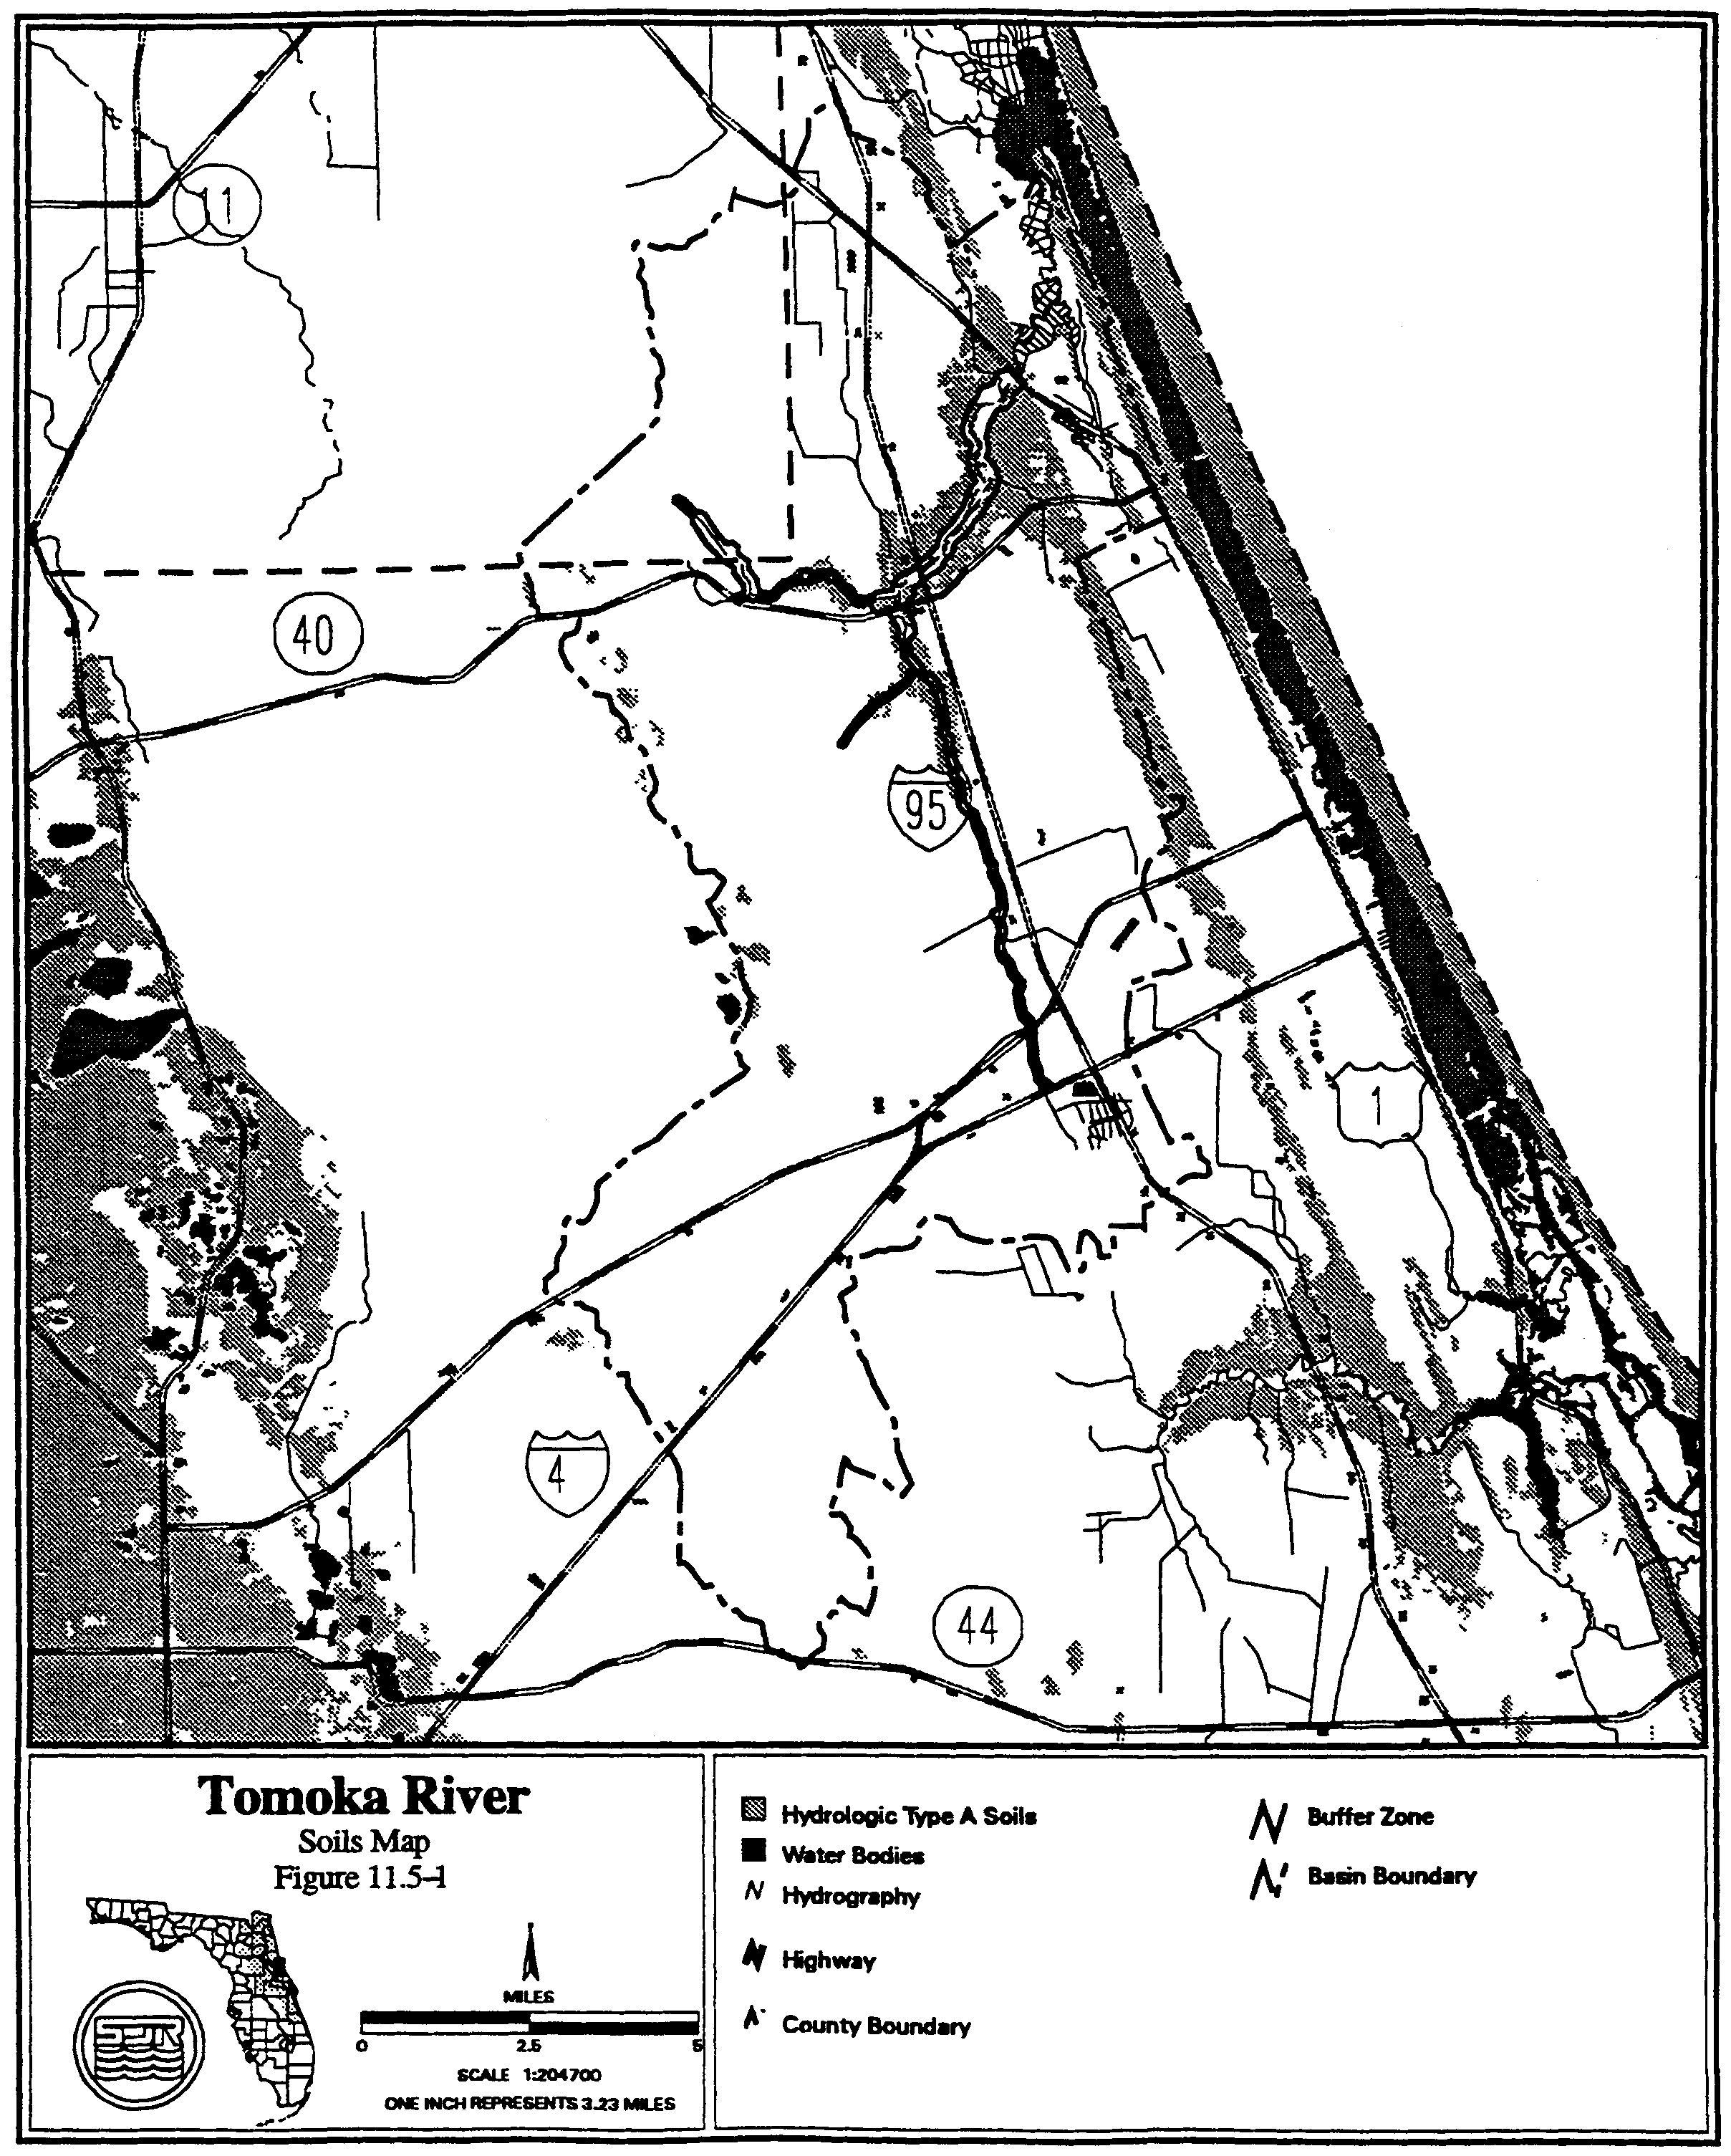 11
40
95
1
4
44
Tomoka River
Soils Map
Figure 11.5-1
MILES
0 2.5 5
SCALE 1:204700
ONE INCH REPRESENTS 3.23 MILES
SJR
Hydrologic Type A Soils
Water Bodies
Hydrography
Highway
County Boundary
Buffer Zone
Basin Boundary